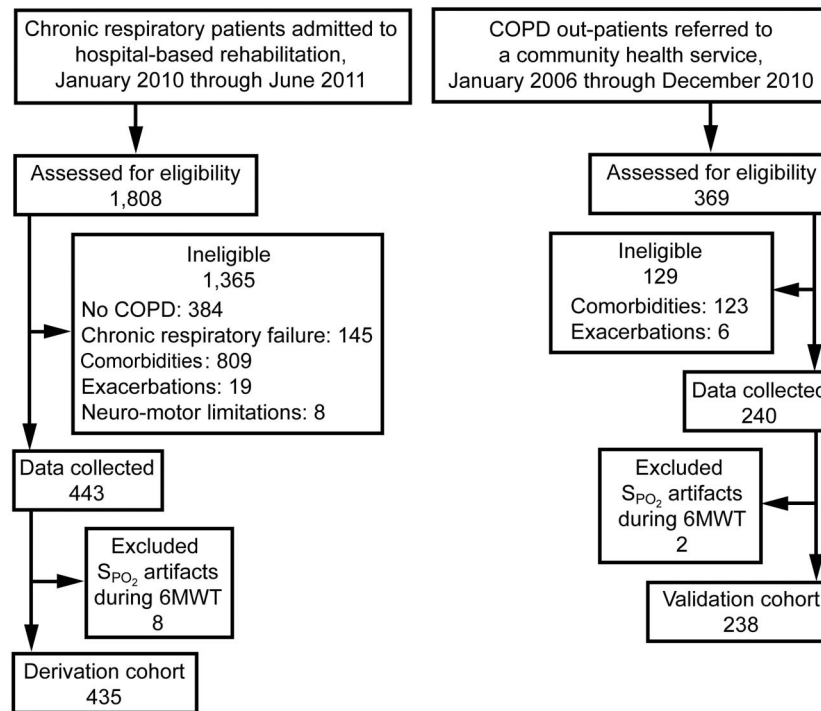 Chronic respiratory patients admitted to
hospital-based rehabilitation,
January 2010 through June 2011
Assessed for eligibility
1,808
Ineligible
1,365
No COPD: 384
Chronic respiratory failure: 145
Comorbidities: 809
Exacerbations: 19
Neuro-motor limitations: 8
Data collected
443
Excluded
SPO2 artifacts
during 6MWT
8
Derivation cohort
435
COPD out-patients referred to
a community health service,
January 2006 through December 2010
Assessed for eligibility
369
Ineligible
129
Comorbidities: 123
Exacerbations: 6
Data collected
240
Excluded
SPO2 artifacts
during 6MWT
2
Validation cohort
238